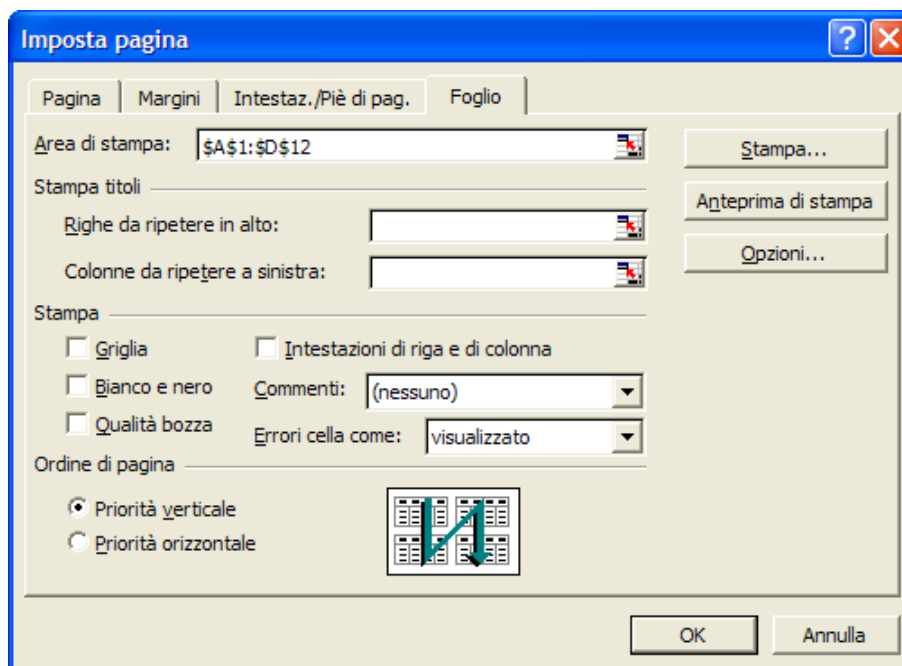 Imposta pagina
Pagina Margini Intestaz./Piè di pag. Foglio
Area di stampa: $A$1:$D$12 Stampa...
Stampa titoli Anteprima di stampa
Righe da ripetere in alto:
Colonne da ripetere a sinistra: Opzioni...
Stampa
Griglia Intestazioni di riga e di colonna
Bianco e nero Commenti: (nessuno)
Qualità bozza Errori cella come: visualizzato
Ordine di pagina
Priorità verticale
Priorità orizzontale
OK Annulla